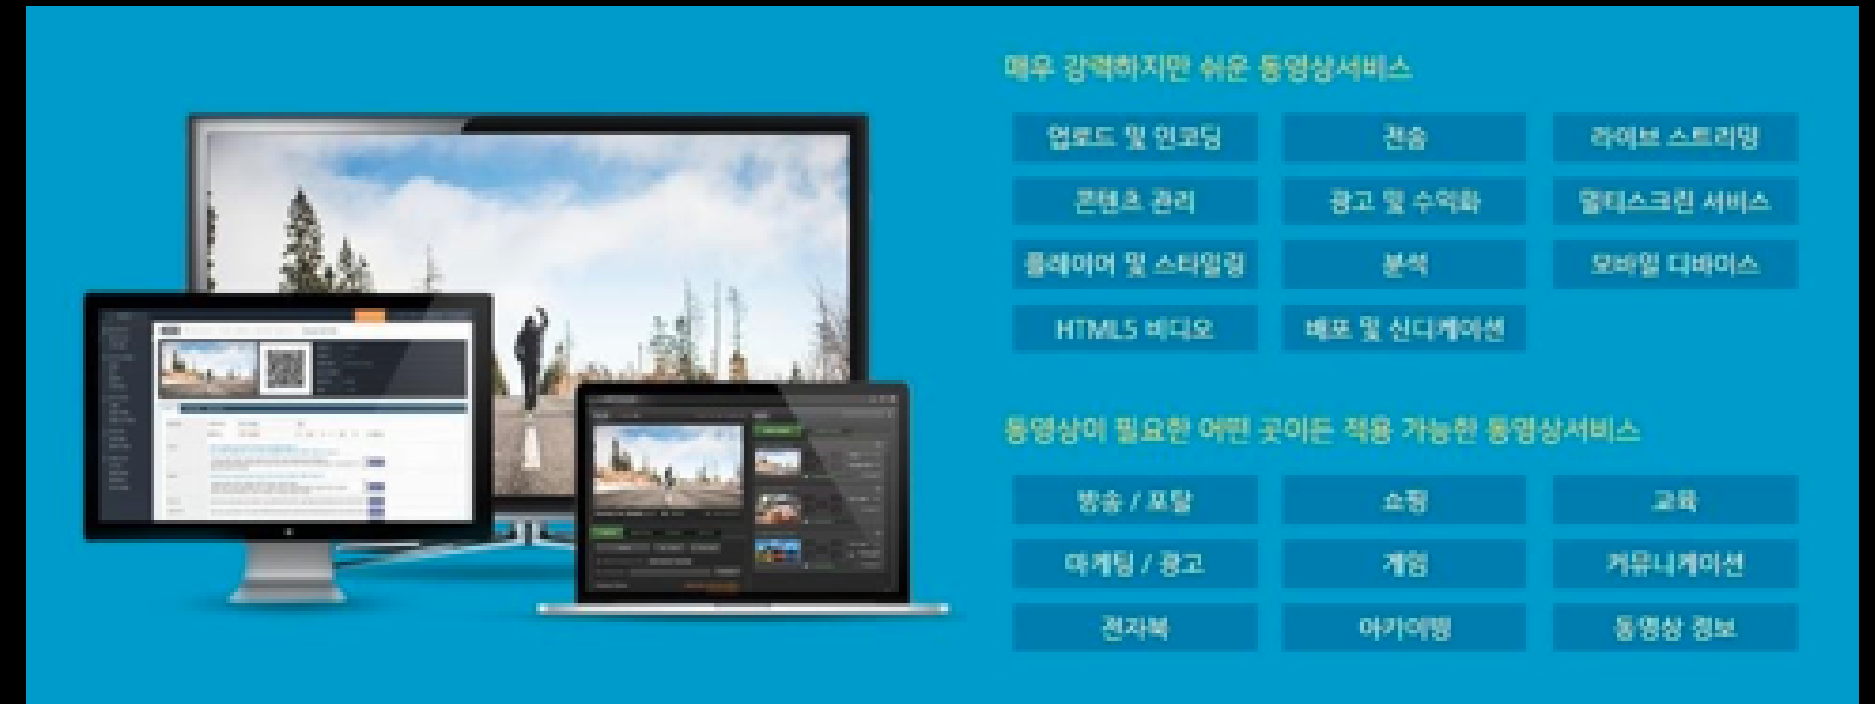 매우 강력하지만 쉬운 동영상서비스
업로드 및 인코딩 전송 라이브 스트리밍
콘텐츠 관리 광고 및 수익화 멀티스크린 서비스
플레이어 및 스타일링 분석 모바일 디바이스
HTML5 비디오 배포 및 신디케이션
동영상이 필요한 어떤 곳이든 적용 가능한 동영상서비스
방송 / 포탈 쇼핑 교육
마케팅 / 광고 게임 커뮤니케이션
전자북 아카이빙 동영상 정보